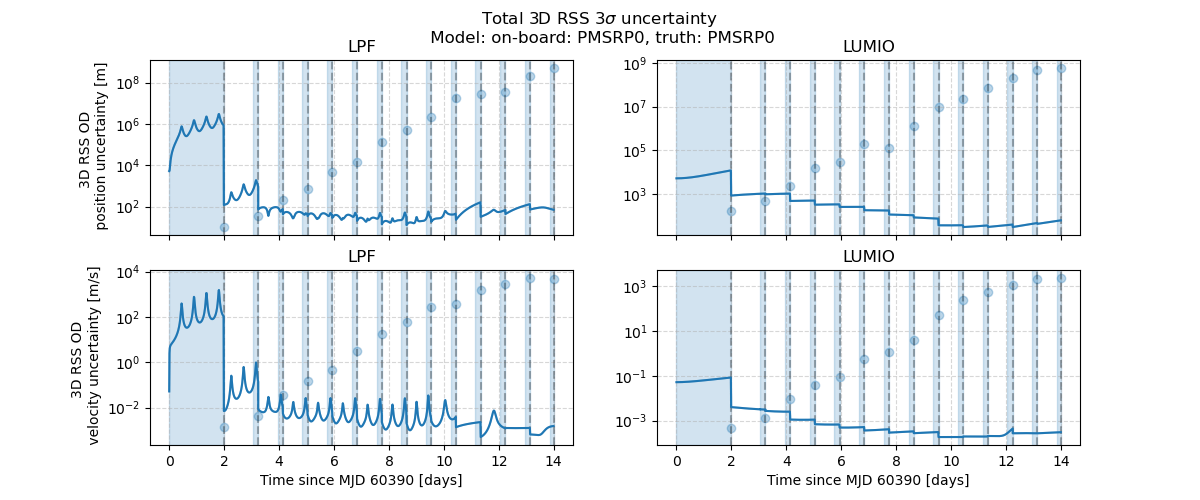 Total 3D RSS 3σ uncertainty
Model: on-board: PMSRP0, truth: PMSRP0
LPF
LUMIO
3D RSS OD
position uncertainty [m]
10^8
10^6
10^4
10^2
10^9
10^7
10^5
10^3
LPF
LUMIO
3D RSS OD
velocity uncertainty [m/s]
10^4
10^2
10^0
10^−2
10^3
10^1
10^−1
10^−3
0 2 4 6 8 10 12 14
0 2 4 6 8 10 12 14
Time since MJD 60390 [days]
Time since MJD 60390 [days]